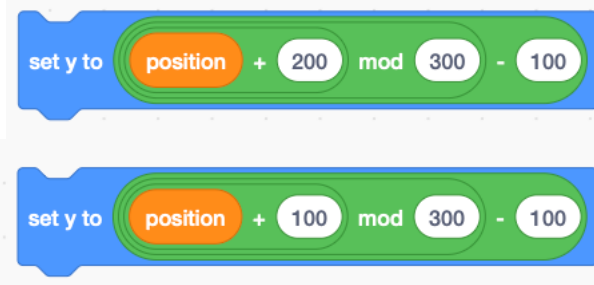 set y to position + 200 mod 300 - 100
set y to position + 100 mod 300 - 100